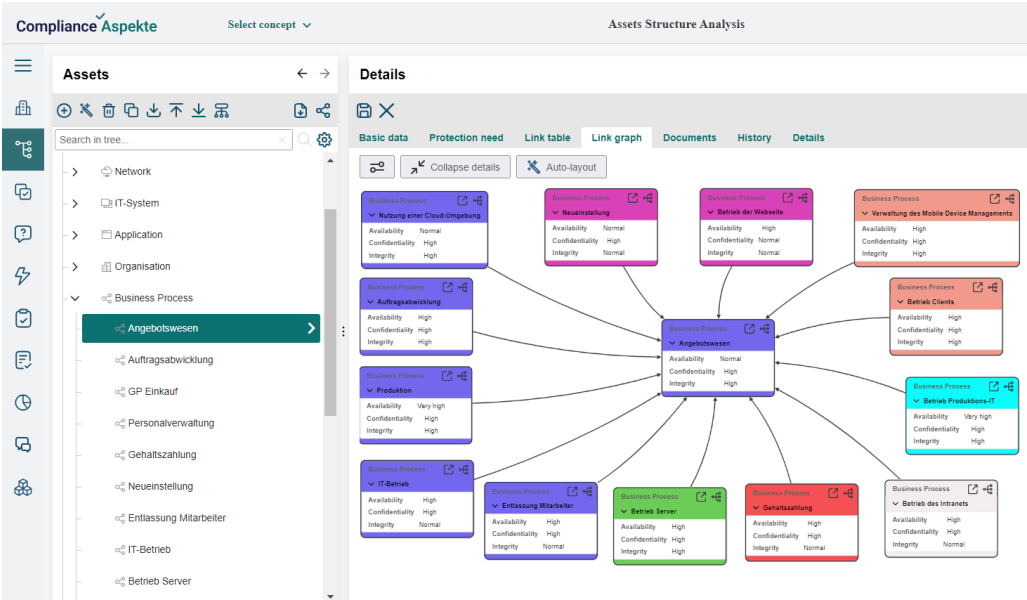 Compliance Aspekte
Select concept
Assets Structure Analysis
Assets
Search in tree...
Network
IT-System
Application
Organisation
Business Process
Angebotswesen
Auftragsabwicklung
GP Einkauf
Personalverwaltung
Gehaltszahlung
Neueinstellung
Entlassung Mitarbeiter
IT-Betrieb
Betrieb Server
Details
Basic data Protection need Link table Link graph Documents History Details
Collapse details Auto-layout
Business Process
Nutzung einer Cloud-Umgebung
Availability Normal
Confidentiality High
Integrity High
Business Process
Neueinstellung
Availability Normal
Confidentiality High
Integrity Normal
Business Process
Betrieb der Webseite
Availability High
Confidentiality Normal
Integrity Normal
Business Process
Verwaltung des Mobile Device Managements
Availability High
Confidentiality High
Integrity High
Business Process
Auftragsabwicklung
Availability High
Confidentiality High
Integrity High
Business Process
Betrieb Clients
Availability High
Confidentiality High
Integrity High
Business Process
Angebotswesen
Availability Normal
Confidentiality High
Integrity High
Business Process
Produktion
Availability Very high
Confidentiality High
Integrity High
Business Process
Betrieb Produktions-IT
Availability Very high
Confidentiality High
Integrity High
Business Process
IT-Betrieb
Availability High
Confidentiality High
Integrity Normal
Business Process
Entlassung Mitarbeiter
Availability High
Confidentiality High
Integrity Normal
Business Process
Betrieb Server
Availability High
Confidentiality High
Integrity High
Business Process
Gehaltszahlung
Availability High
Confidentiality High
Integrity Normal
Business Process
Betrieb des Intranets
Availability High
Confidentiality High
Integrity Normal